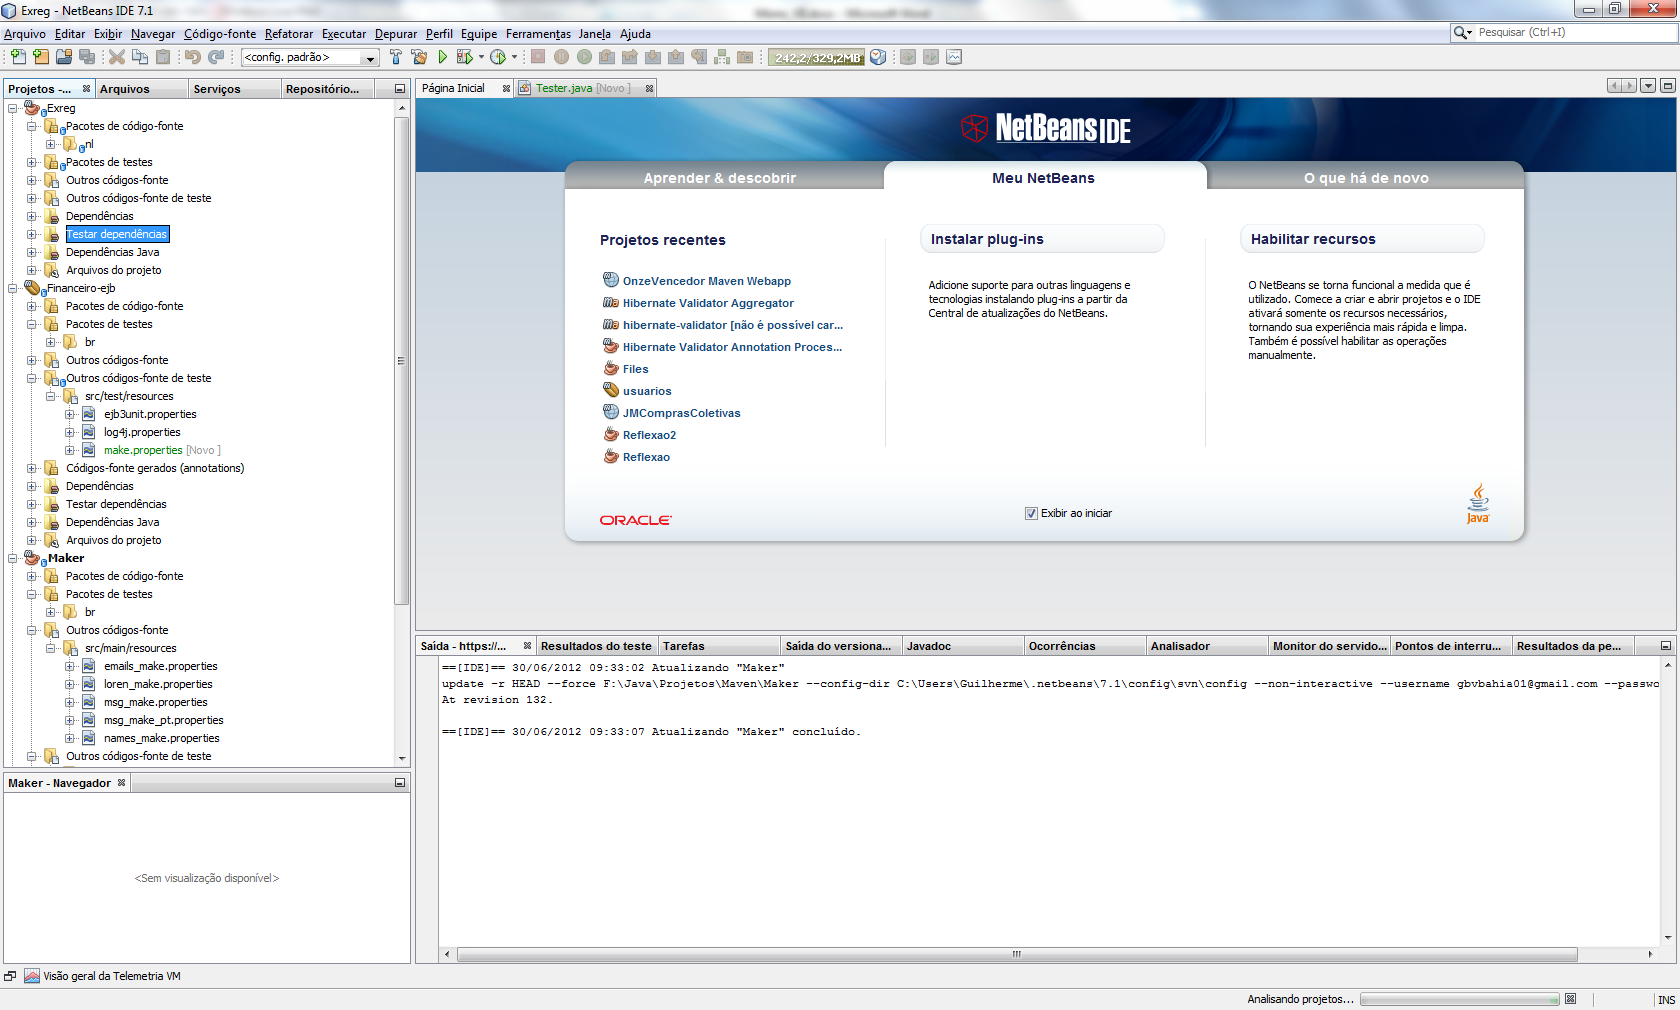 Exreg - NetBeans IDE 7.1
Arquivo Editar Exibir Navegar Código-fonte Refatorar Executar Depurar Perfil Equipe Ferramentas Janela Ajuda
Pesquisar (Ctrl+I)
<config. padrão>
242,2/329,2MB
Projetos -... Arquivos Serviços Repositório...
Exreg
Pacotes de código-fonte
nl
Pacotes de testes
Outros códigos-fonte
Outros códigos-fonte de teste
Dependências
Testar dependências
Dependências Java
Arquivos do projeto
Financeiro-ejb
Pacotes de código-fonte
Pacotes de testes
br
Outros códigos-fonte
Outros códigos-fonte de teste
src/test/resources
ejb3unit.properties
log4j.properties
make.properties [Novo ]
Códigos-fonte gerados (annotations)
Dependências
Testar dependências
Dependências Java
Arquivos do projeto
Maker
Pacotes de código-fonte
Pacotes de testes
br
Outros códigos-fonte
src/main/resources
emails_make.properties
loren_make.properties
msg_make.properties
msg_make_pt.properties
names_make.properties
Outros códigos-fonte de teste
Maker - Navegador
<Sem visualização disponível>
Página Inicial Tester.java [Novo ]
NetBeans IDE
Aprender & descobrir Meu NetBeans O que há de novo
Projetos recentes
OnzeVencedor Maven Webapp
Hibernate Validator Aggregator
hibernate-validator [não é possível car...
Hibernate Validator Annotation Proces...
Files
usuarios
JMComprasColetivas
Reflexao2
Reflexao
Instalar plug-ins
Adicione suporte para outras linguagens e
tecnologias instalando plug-ins a partir da
Central de atualizações do NetBeans.
Habilitar recursos
O NetBeans se torna funcional a medida que é
utilizado. Comece a criar e abrir projetos e o IDE
ativará somente os recursos necessários,
tornando sua experiência mais rápida e limpa.
Também é possível habilitar as operações
manualmente.
ORACLE
Exibir ao iniciar
Java
Saída - https://... Resultados do teste Tarefas Saída do versiona... Javadoc Ocorrências Analisador Monitor do servido... Pontos de interru... Resultados da pe...
==[IDE]== 30/06/2012 09:33:02 Atualizando "Maker"
update -r HEAD --force F:\Java\Projetos\Maven\Maker --config-dir C:\Users\Guilherme\.netbeans\7.1\config\svn\config --non-interactive --username gbvbahia01@gmail.com --passwo
At revision 132.
==[IDE]== 30/06/2012 09:33:07 Atualizando "Maker" concluído.
Visão geral da Telemetria VM
Analisando projetos...
INS